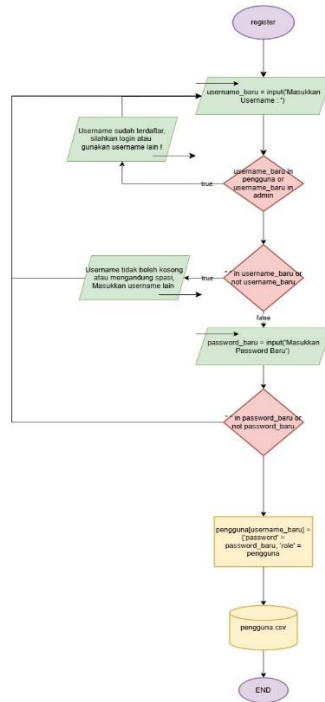 register
username_baru = input('Masukkan
Username : ")
Username sudah terdaftar,
silahkan login atau
gunakan username lain !
username_baru in
pengguna or
username_baru in
admin
true
Username tidak boleh kosong
atau mengandung spasi,
Masukkan username lain
true
" " in username_baru or
not username_baru
false
password_baru = input("Masukkan
Password Baru")
" " in password_baru or
not password_baru
pengguna[username_baru] =
{'password' =
password_baru, 'role' =
pengguna
pengguna.csv
END